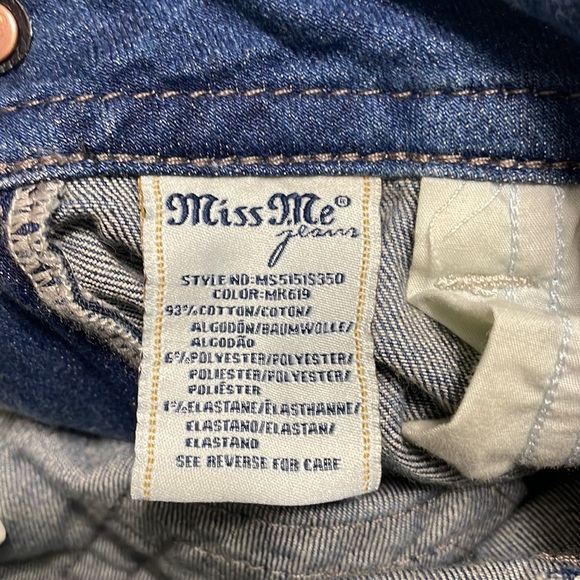 Miss Me®
jeans
STYLE NO:MS5151S350
COLOR:MK619
93%COTTON/COTON/
ALGODÓN/BAUMWOLLE/
ALGODÃO
6%POLYESTER/POLYESTER/
POLIESTER/POLYESTER/
POLIÉSTER
1%ELASTANE/ÉLASTHANNE/
ELASTANO/ELASTAN/
ELASTANO
SEE REVERSE FOR CARE